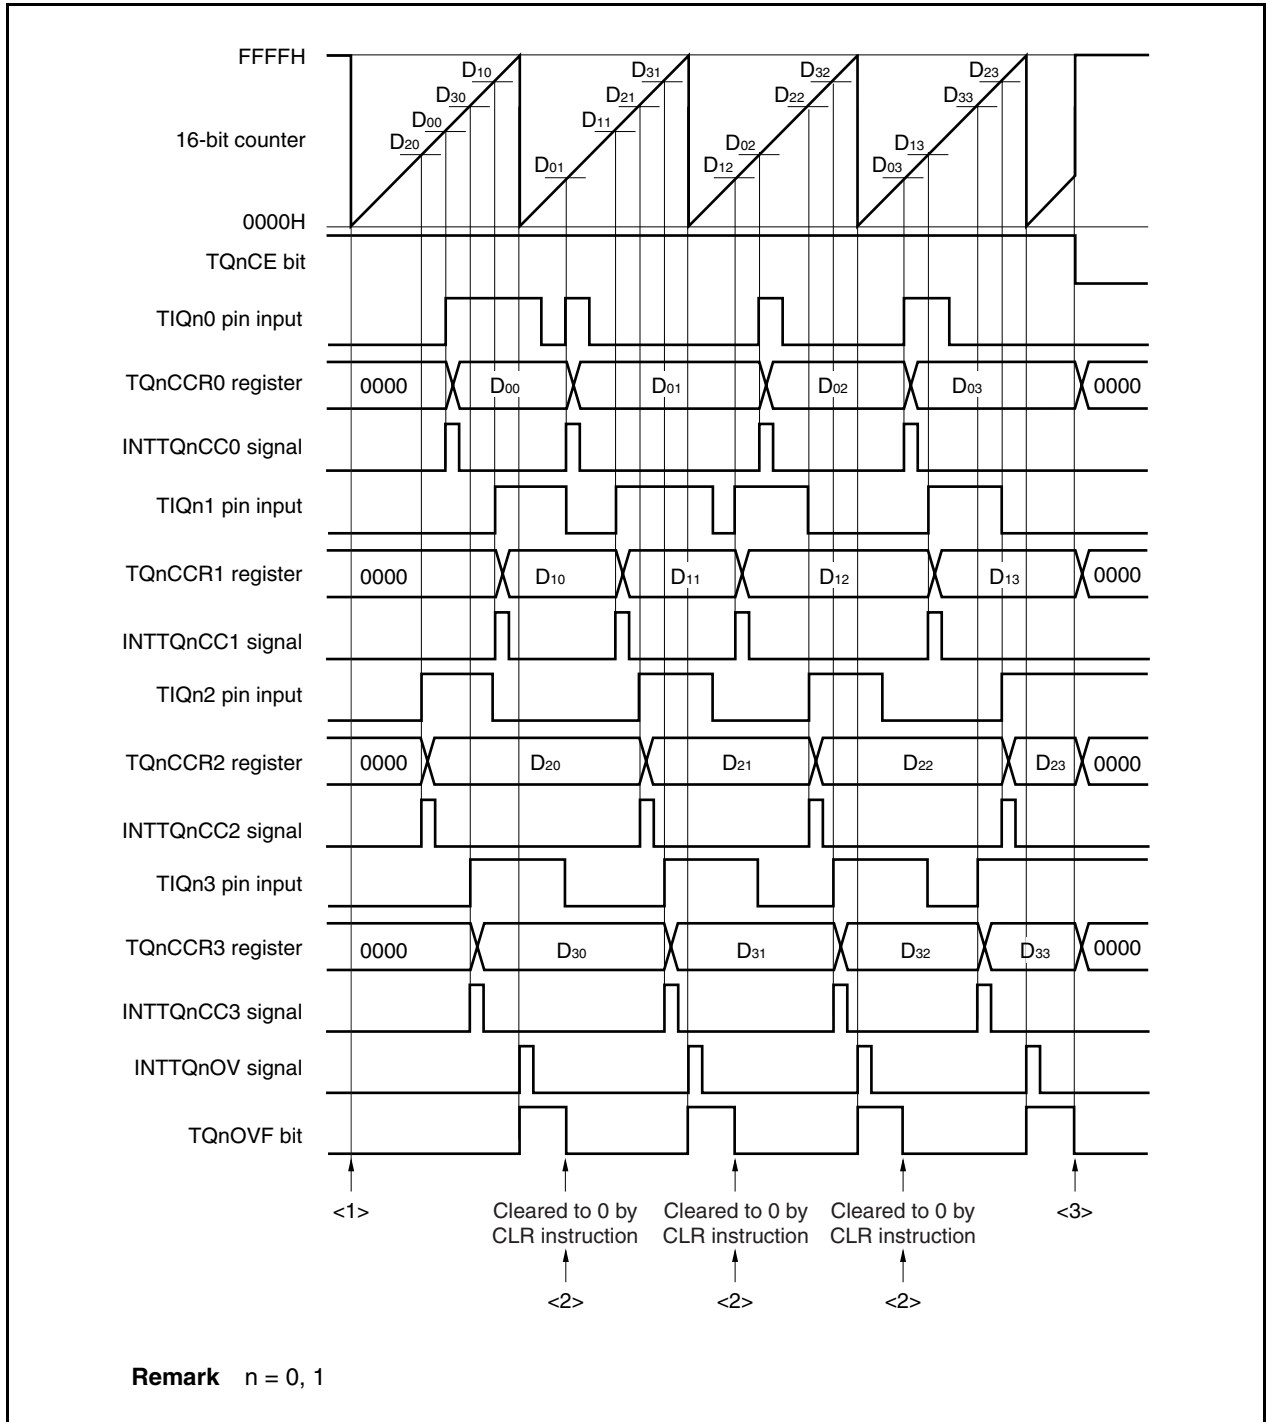 FFFFH
D10 D31 D32 D23
D30 D21 D22 D33
D00 D11
16-bit counter
D20 D02 D13
D01 D12 D03
0000H
TQnCE bit
TIQn0 pin input
TQnCCR0 register 0000 D00 D01 D02 D03 0000
INTTQnCC0 signal
TIQn1 pin input
TQnCCR1 register 0000 D10 D11 D12 D13 0000
INTTQnCC1 signal
TIQn2 pin input
TQnCCR2 register 0000 D20 D21 D22 D23 0000
INTTQnCC2 signal
TIQn3 pin input
TQnCCR3 register 0000 D30 D31 D32 D33 0000
INTTQnCC3 signal
INTTQnOV signal
TQnOVF bit
<1> Cleared to 0 by Cleared to 0 by Cleared to 0 by <3>
CLR instruction CLR instruction CLR instruction
<2> <2> <2>
Remark n = 0, 1